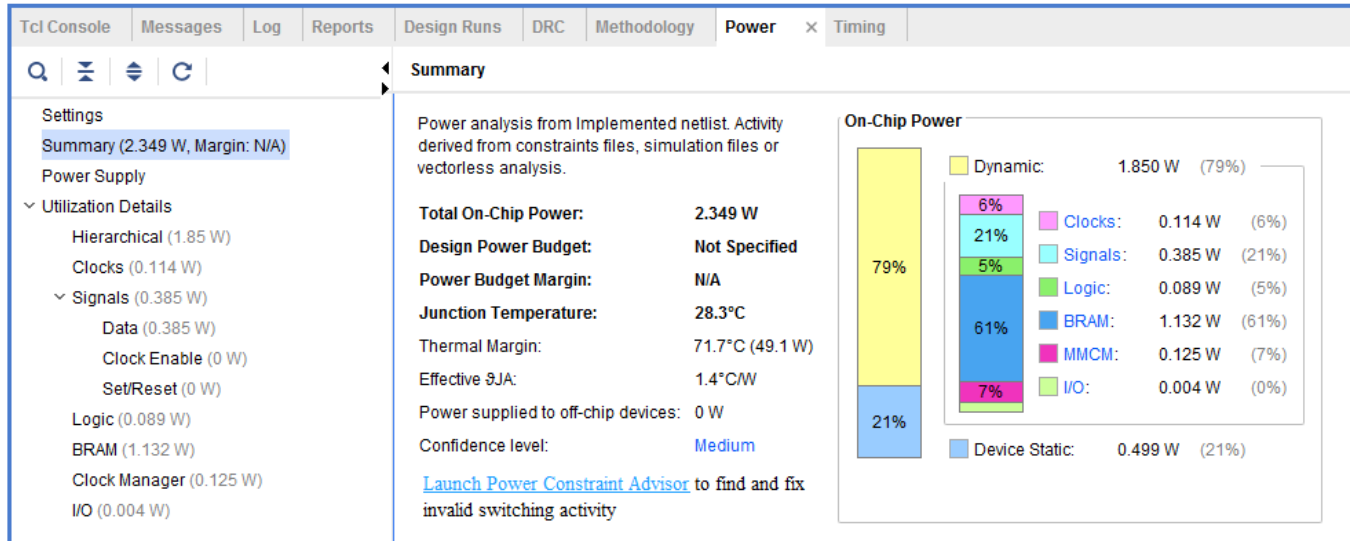 Tcl Console Messages Log Reports Design Runs DRC Methodology Power × Timing
Summary
Settings
Summary (2.349 W, Margin: N/A)
Power Supply
Utilization Details
Hierarchical (1.85 W)
Clocks (0.114 W)
Signals (0.385 W)
Data (0.385 W)
Clock Enable (0 W)
Set/Reset (0 W)
Logic (0.089 W)
BRAM (1.132 W)
Clock Manager (0.125 W)
I/O (0.004 W)
Power analysis from Implemented netlist. Activity
derived from constraints files, simulation files or
vectorless analysis.
Total On-Chip Power: 2.349 W
Design Power Budget: Not Specified
Power Budget Margin: N/A
Junction Temperature: 28.3°C
Thermal Margin: 71.7°C (49.1 W)
Effective ϑJA: 1.4°C/W
Power supplied to off-chip devices: 0 W
Confidence level: Medium
Launch Power Constraint Advisor to find and fix
invalid switching activity
On-Chip Power
79%
21%
Dynamic: 1.850 W (79%)
6%
21%
5%
61%
7%
Clocks: 0.114 W (6%)
Signals: 0.385 W (21%)
Logic: 0.089 W (5%)
BRAM: 1.132 W (61%)
MMCM: 0.125 W (7%)
I/O: 0.004 W (0%)
Device Static: 0.499 W (21%)